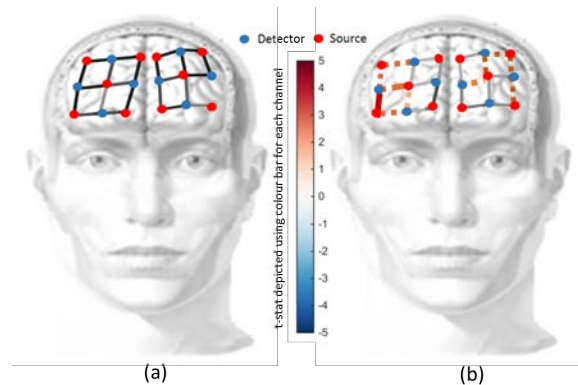 Detector Source
t-stat depicted using colour bar for each channel
5
4
3
2
1
0
-1
-2
-3
-4
-5
(a)
(b)